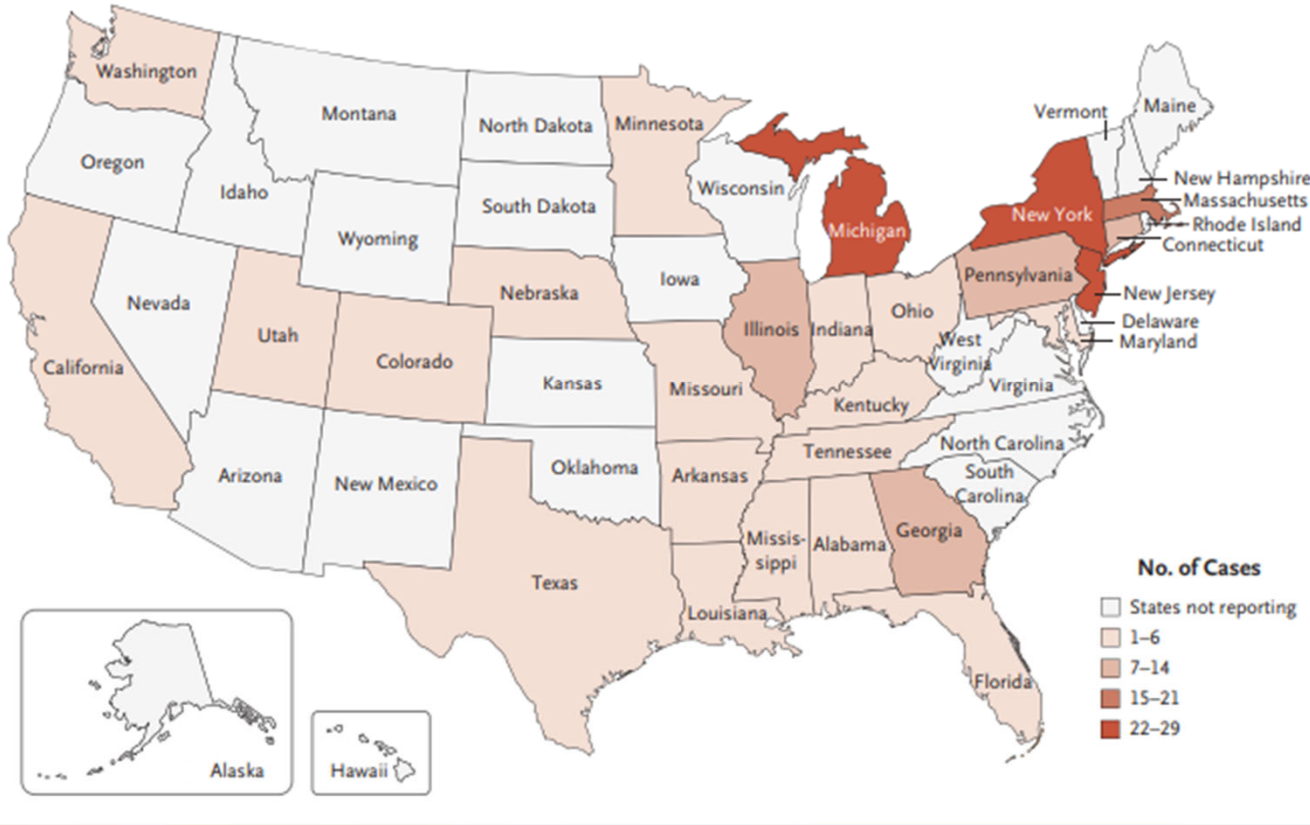 Washington
Montana
North Dakota
Minnesota
Vermont
Maine
Oregon
Idaho
South Dakota
Wisconsin
New Hampshire
Massachusetts
Wyoming
Michigan
New York
Rhode Island
Connecticut
Nevada
Nebraska
Iowa
Pennsylvania
New Jersey
Utah
Colorado
Illinois
Indiana
Ohio
Delaware
Maryland
California
Kansas
Missouri
West
Virginia
Virginia
Kentucky
Arizona
New Mexico
Oklahoma
Arkansas
Tennessee
North Carolina
South
Carolina
Texas
Missis-
sippi
Alabama
Georgia
Louisiana
Florida
Alaska
Hawaii
No. of Cases
States not reporting
1–6
7–14
15–21
22–29